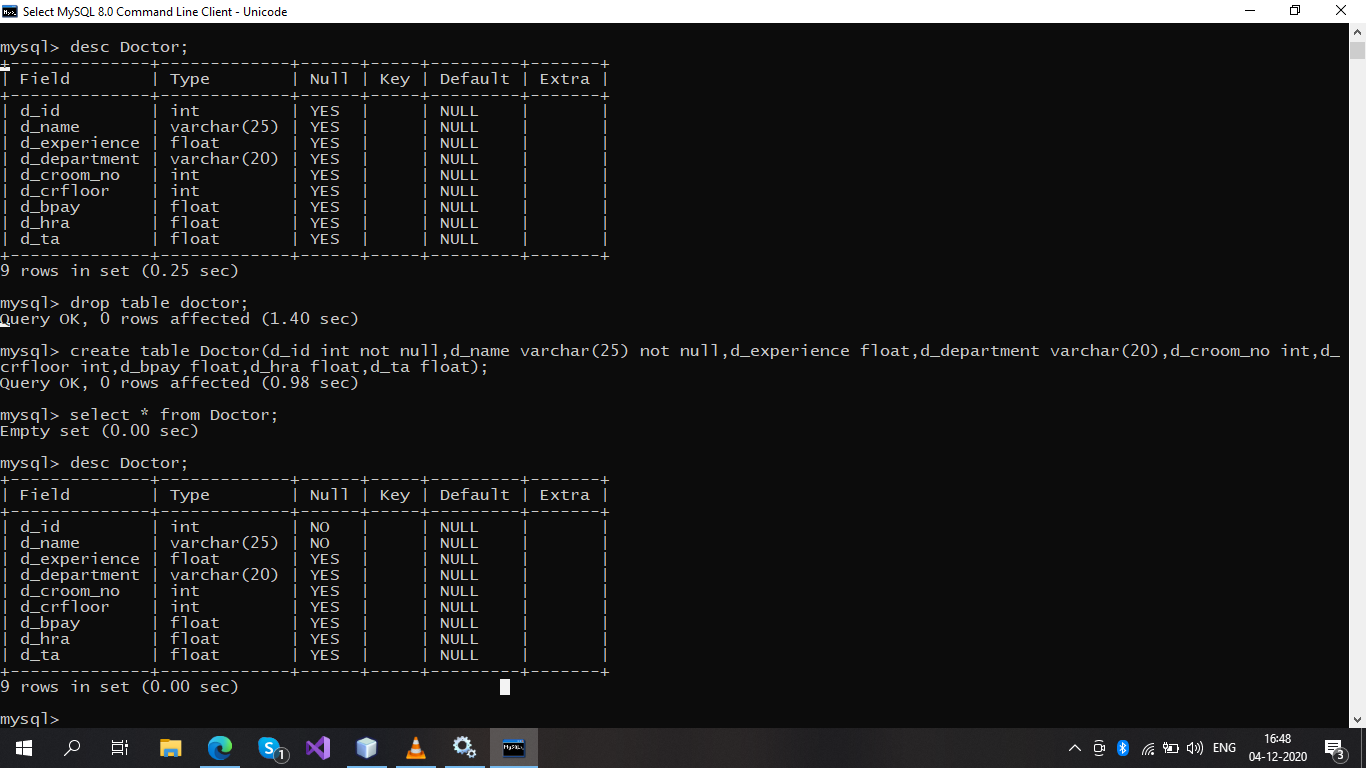 Select MySQL 8.0 Command Line Client - Unicode
mysql> desc Doctor;
+--------------+-------------+------+-----+---------+-------+
| Field        | Type        | Null | Key | Default | Extra |
+--------------+-------------+------+-----+---------+-------+
| d_id         | int         | YES  |     | NULL    |       |
| d_name       | varchar(25) | YES  |     | NULL    |       |
| d_experience | float       | YES  |     | NULL    |       |
| d_department | varchar(20) | YES  |     | NULL    |       |
| d_croom_no   | int         | YES  |     | NULL    |       |
| d_crfloor    | int         | YES  |     | NULL    |       |
| d_bpay       | float       | YES  |     | NULL    |       |
| d_hra        | float       | YES  |     | NULL    |       |
| d_ta         | float       | YES  |     | NULL    |       |
+--------------+-------------+------+-----+---------+-------+
9 rows in set (0.25 sec)
mysql> drop table doctor;
Query OK, 0 rows affected (1.40 sec)
mysql> create table Doctor(d_id int not null,d_name varchar(25) not null,d_experience float,d_department varchar(20),d_croom_no int,d_
crfloor int,d_bpay float,d_hra float,d_ta float);
Query OK, 0 rows affected (0.98 sec)
mysql> select * from Doctor;
Empty set (0.00 sec)
mysql> desc Doctor;
+--------------+-------------+------+-----+---------+-------+
| Field        | Type        | Null | Key | Default | Extra |
+--------------+-------------+------+-----+---------+-------+
| d_id         | int         | NO   |     | NULL    |       |
| d_name       | varchar(25) | NO   |     | NULL    |       |
| d_experience | float       | YES  |     | NULL    |       |
| d_department | varchar(20) | YES  |     | NULL    |       |
| d_croom_no   | int         | YES  |     | NULL    |       |
| d_crfloor    | int         | YES  |     | NULL    |       |
| d_bpay       | float       | YES  |     | NULL    |       |
| d_hra        | float       | YES  |     | NULL    |       |
| d_ta         | float       | YES  |     | NULL    |       |
+--------------+-------------+------+-----+---------+-------+
9 rows in set (0.00 sec)
mysql>
S 1
MySQL
ENG
16:48
04-12-2020
3